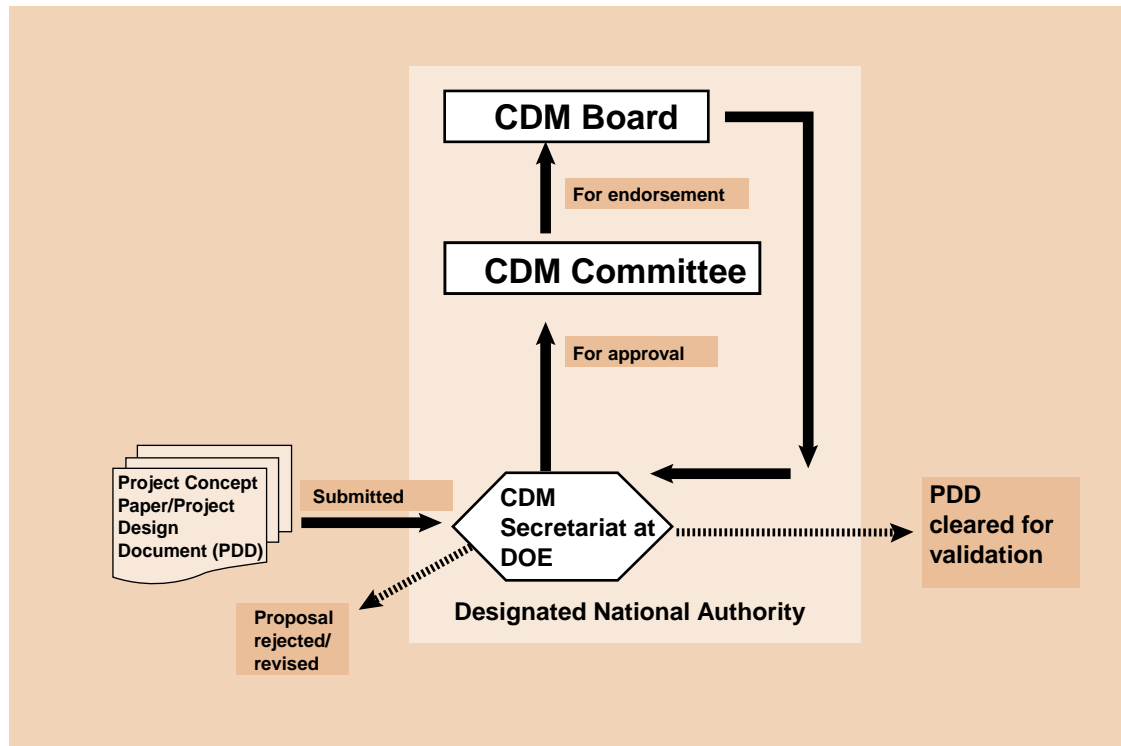 CDM Board
For endorsement
CDM Committee
For approval
Project Concept
Paper/Project
Design
Document (PDD)
Submitted
CDM
Secretariat at
DOE
PDD
cleared for
validation
Designated National Authority
Proposal
rejected/
revised